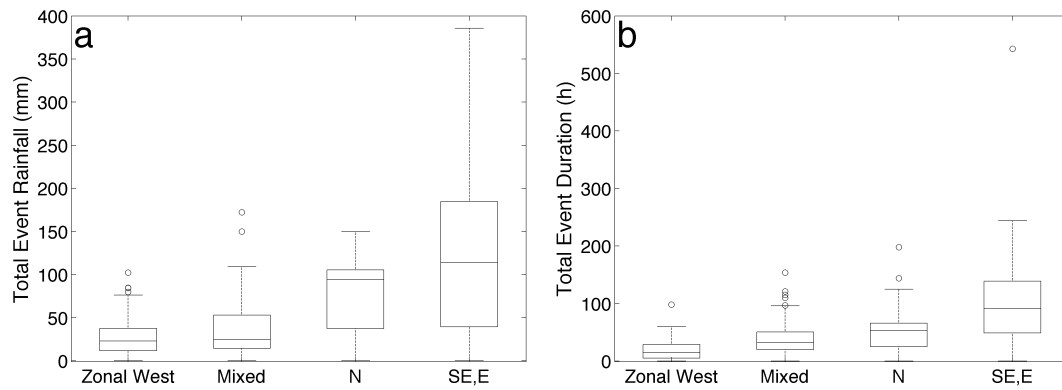 a
Total Event Rainfall (mm)
400
350
300
250
200
150
100
50
0
Zonal West Mixed N SE,E
b
Total Event Duration (h)
600
500
400
300
200
100
0
Zonal West Mixed N SE,E